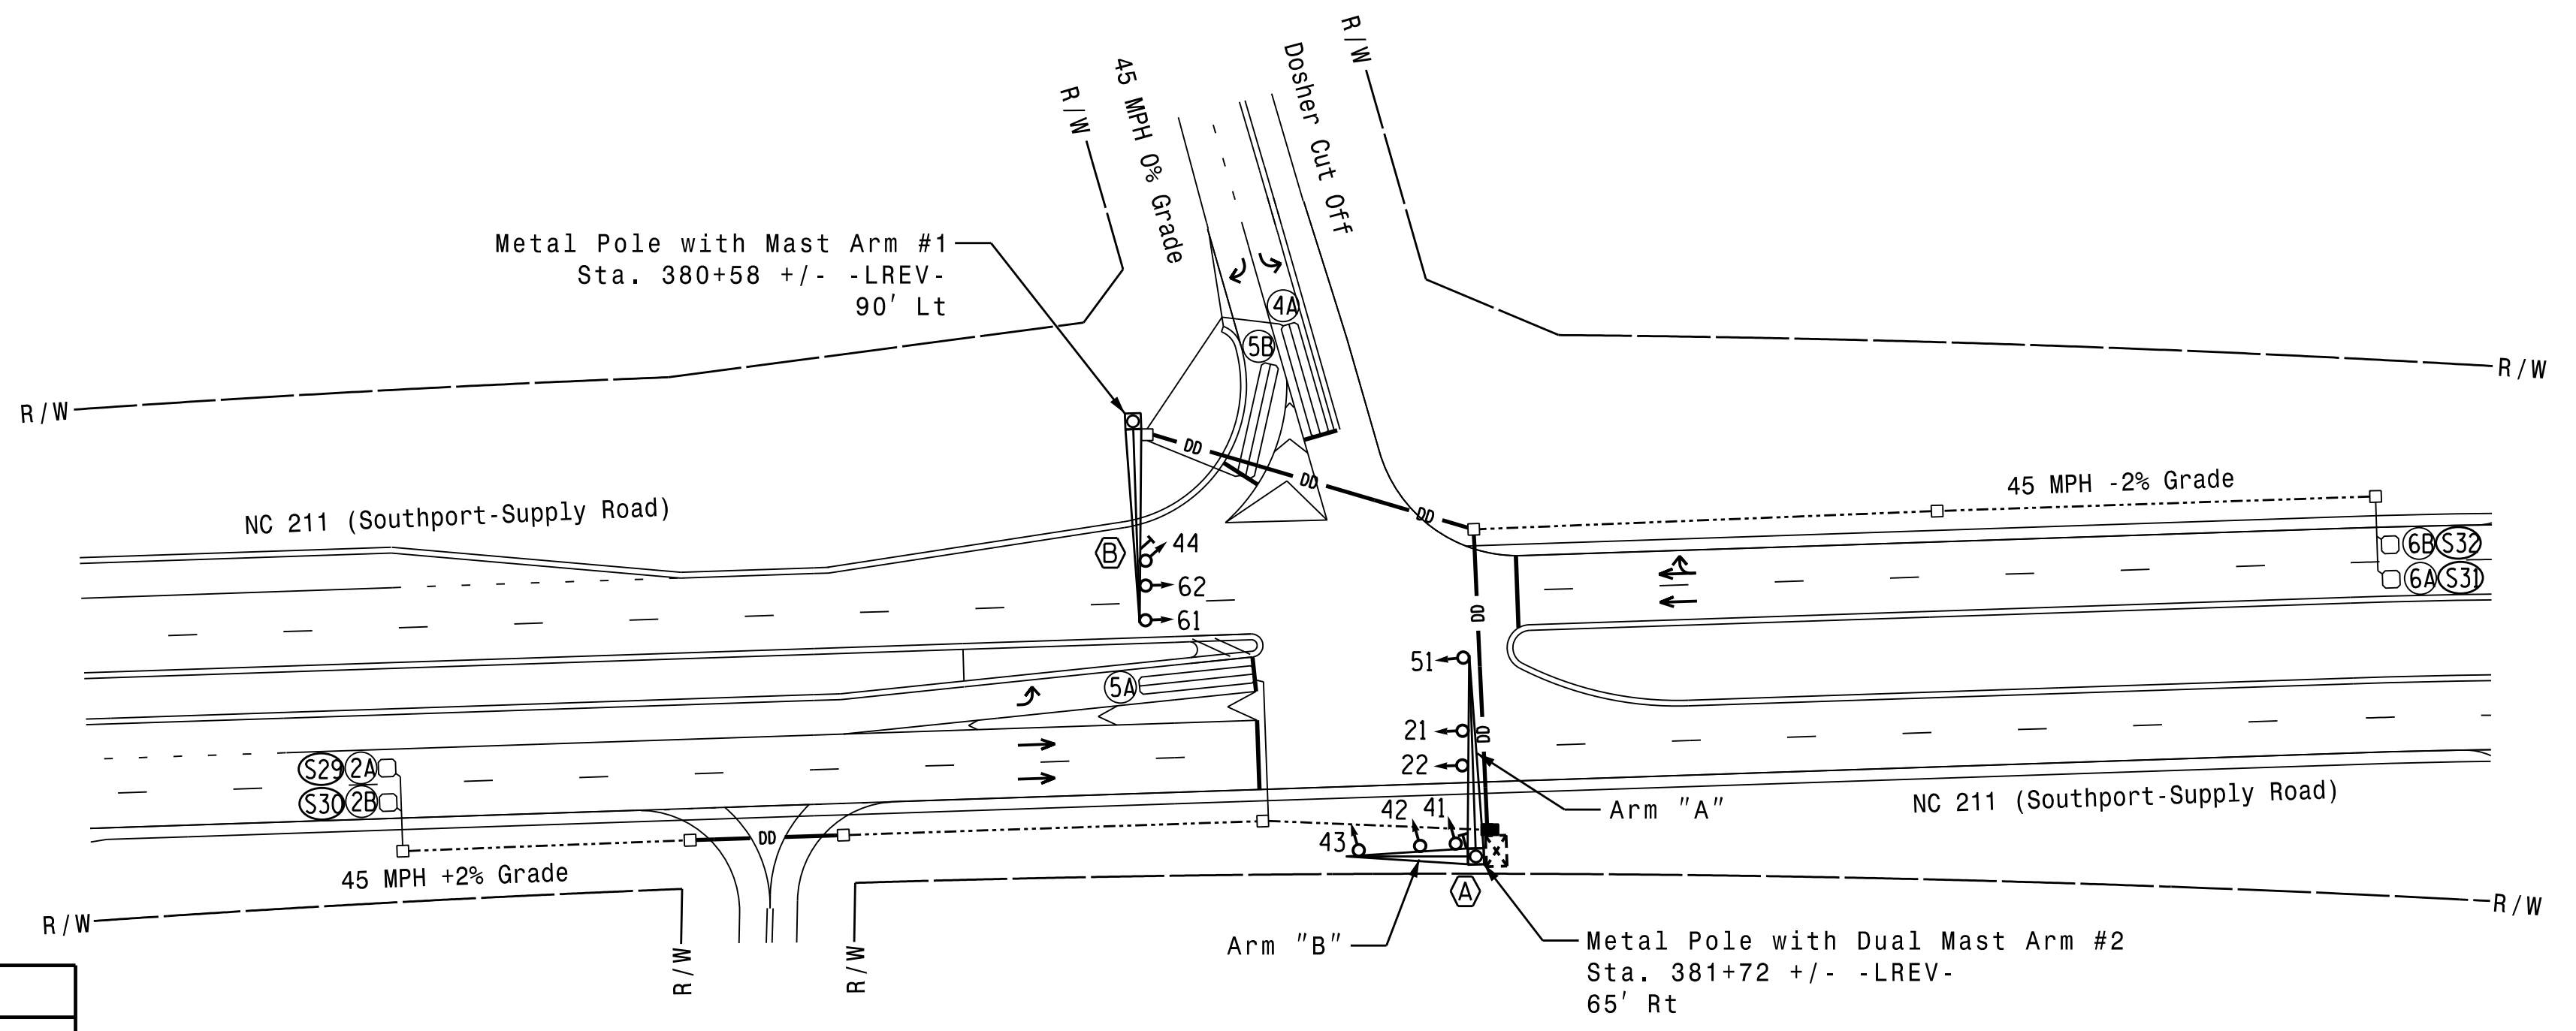 R/W
45 MPH 0% Grade
R/W
Dosher Cut Off
Metal Pole with Mast Arm #1
Sta. 380+58 +/- -LREV-
90' Lt
4A
5B
R/W
R/W
DD
DD
DD
45 MPH -2% Grade
NC 211 (Southport-Supply Road)
B
44
62
61
6B S32
6A S31
DD
51
5A
21
DD
22
S29 2A
S30 2B
Arm "A"
NC 211 (Southport-Supply Road)
42 41
43
DD
45 MPH +2% Grade
A
R/W
R/W
R/W
R/W
Arm "B"
Metal Pole with Dual Mast Arm #2
Sta. 381+72 +/- -LREV-
65' Rt